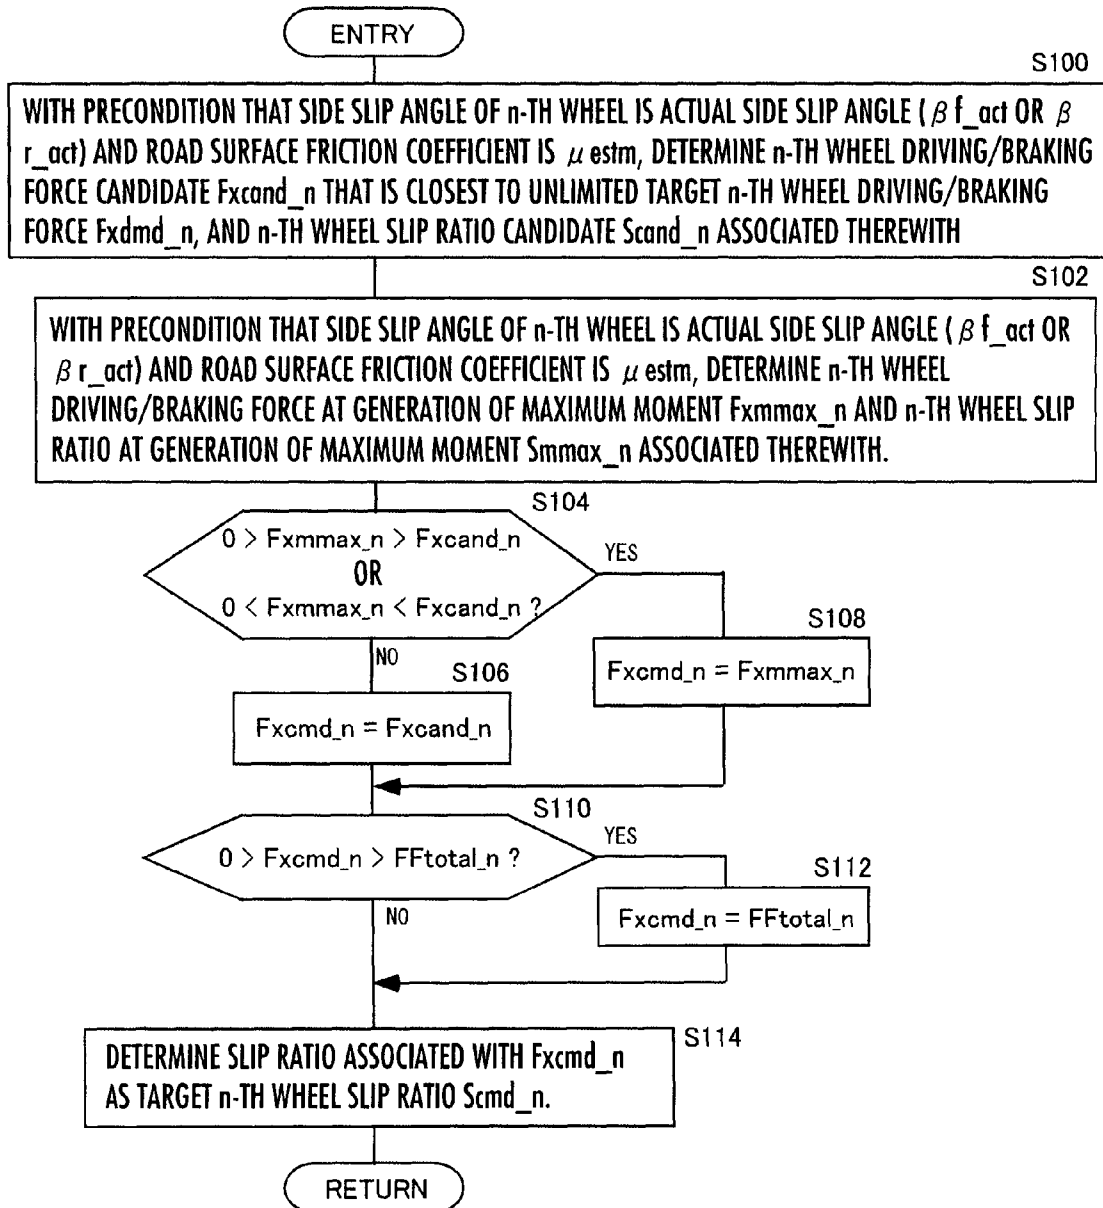 ENTRY
S100
WITH PRECONDITION THAT SIDE SLIP ANGLE OF n-TH WHEEL IS ACTUAL SIDE SLIP ANGLE (β f_act OR β
r_act) AND ROAD SURFACE FRICTION COEFFICIENT IS μ estm, DETERMINE n-TH WHEEL DRIVING/BRAKING
FORCE CANDIDATE Fxcand_n THAT IS CLOSEST TO UNLIMITED TARGET n-TH WHEEL DRIVING/BRAKING
FORCE Fxdmd_n, AND n-TH WHEEL SLIP RATIO CANDIDATE Scand_n ASSOCIATED THEREWITH
S102
WITH PRECONDITION THAT SIDE SLIP ANGLE OF n-TH WHEEL IS ACTUAL SIDE SLIP ANGLE (β f_act OR
β r_act) AND ROAD SURFACE FRICTION COEFFICIENT IS μ estm, DETERMINE n-TH WHEEL
DRIVING/BRAKING FORCE AT GENERATION OF MAXIMUM MOMENT Fxmmax_n AND n-TH WHEEL SLIP
RATIO AT GENERATION OF MAXIMUM MOMENT Smmax_n ASSOCIATED THEREWITH.
S104
0 > Fxmmax_n > Fxcand_n
OR
0 < Fxmmax_n < Fxcand_n ?
YES
NO
S108
Fxcmd_n = Fxmmax_n
S106
Fxcmd_n = Fxcand_n
S110
0 > Fxcmd_n > FFtotal_n ?
YES
NO
S112
Fxcmd_n = FFtotal_n
S114
DETERMINE SLIP RATIO ASSOCIATED WITH Fxcmd_n
AS TARGET n-TH WHEEL SLIP RATIO Scmd_n.
RETURN